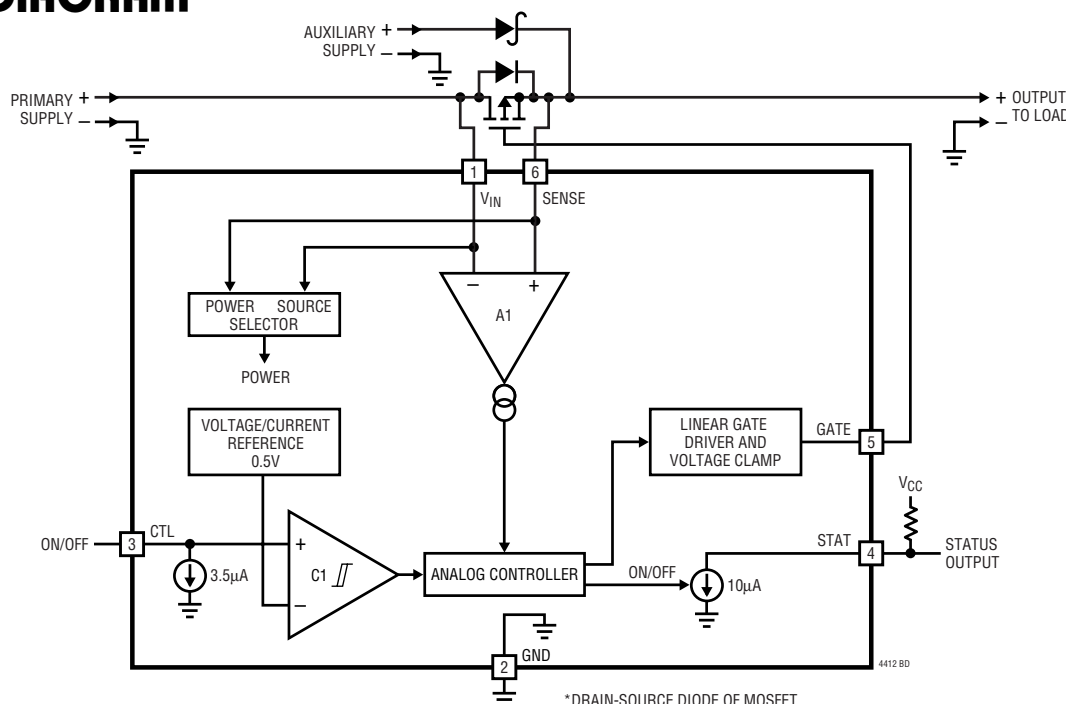 AUXILIARY +
SUPPLY –
PRIMARY +
SUPPLY –
+ OUTPUT
– TO LOAD
1
6
VIN
SENSE
–
+
A1
POWER SOURCE
SELECTOR
POWER
VOLTAGE/CURRENT
REFERENCE
0.5V
LINEAR GATE
DRIVER AND
VOLTAGE CLAMP
GATE
5
VCC
ON/OFF
3
CTL
+
–
C1
3.5µA
ANALOG CONTROLLER
ON/OFF
10µA
STAT
4
STATUS
OUTPUT
2
GND
4412 BD
*DRAIN-SOURCE DIODE OF MOSFET